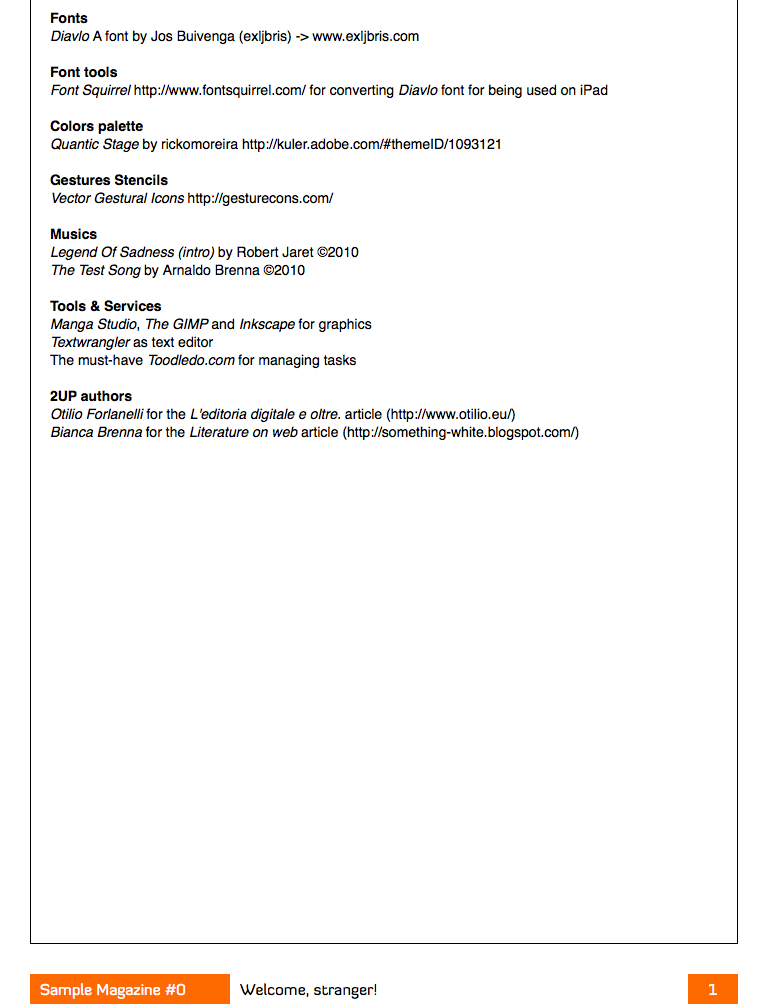 Fonts
Diavlo A font by Jos Buivenga (exljbris) -> www.exljbris.com
Font tools
Font Squirrel http://www.fontsquirrel.com/ for converting Diavlo font for being used on iPad
Colors palette
Quantic Stage by rickomoreira http://kuler.adobe.com/#themeID/1093121
Gestures Stencils
Vector Gestural Icons http://gesturecons.com/
Musics
Legend Of Sadness (intro) by Robert Jaret ©2010
The Test Song by Arnaldo Brenna ©2010
Tools & Services
Manga Studio, The GIMP and Inkscape for graphics
Textwrangler as text editor
The must-have Toodledo.com for managing tasks
2UP authors
Otilio Forlanelli for the L'editoria digitale e oltre. article (http://www.otilio.eu/)
Bianca Brenna for the Literature on web article (http://something-white.blogspot.com/)
Sample Magazine #0 Welcome, stranger! 1